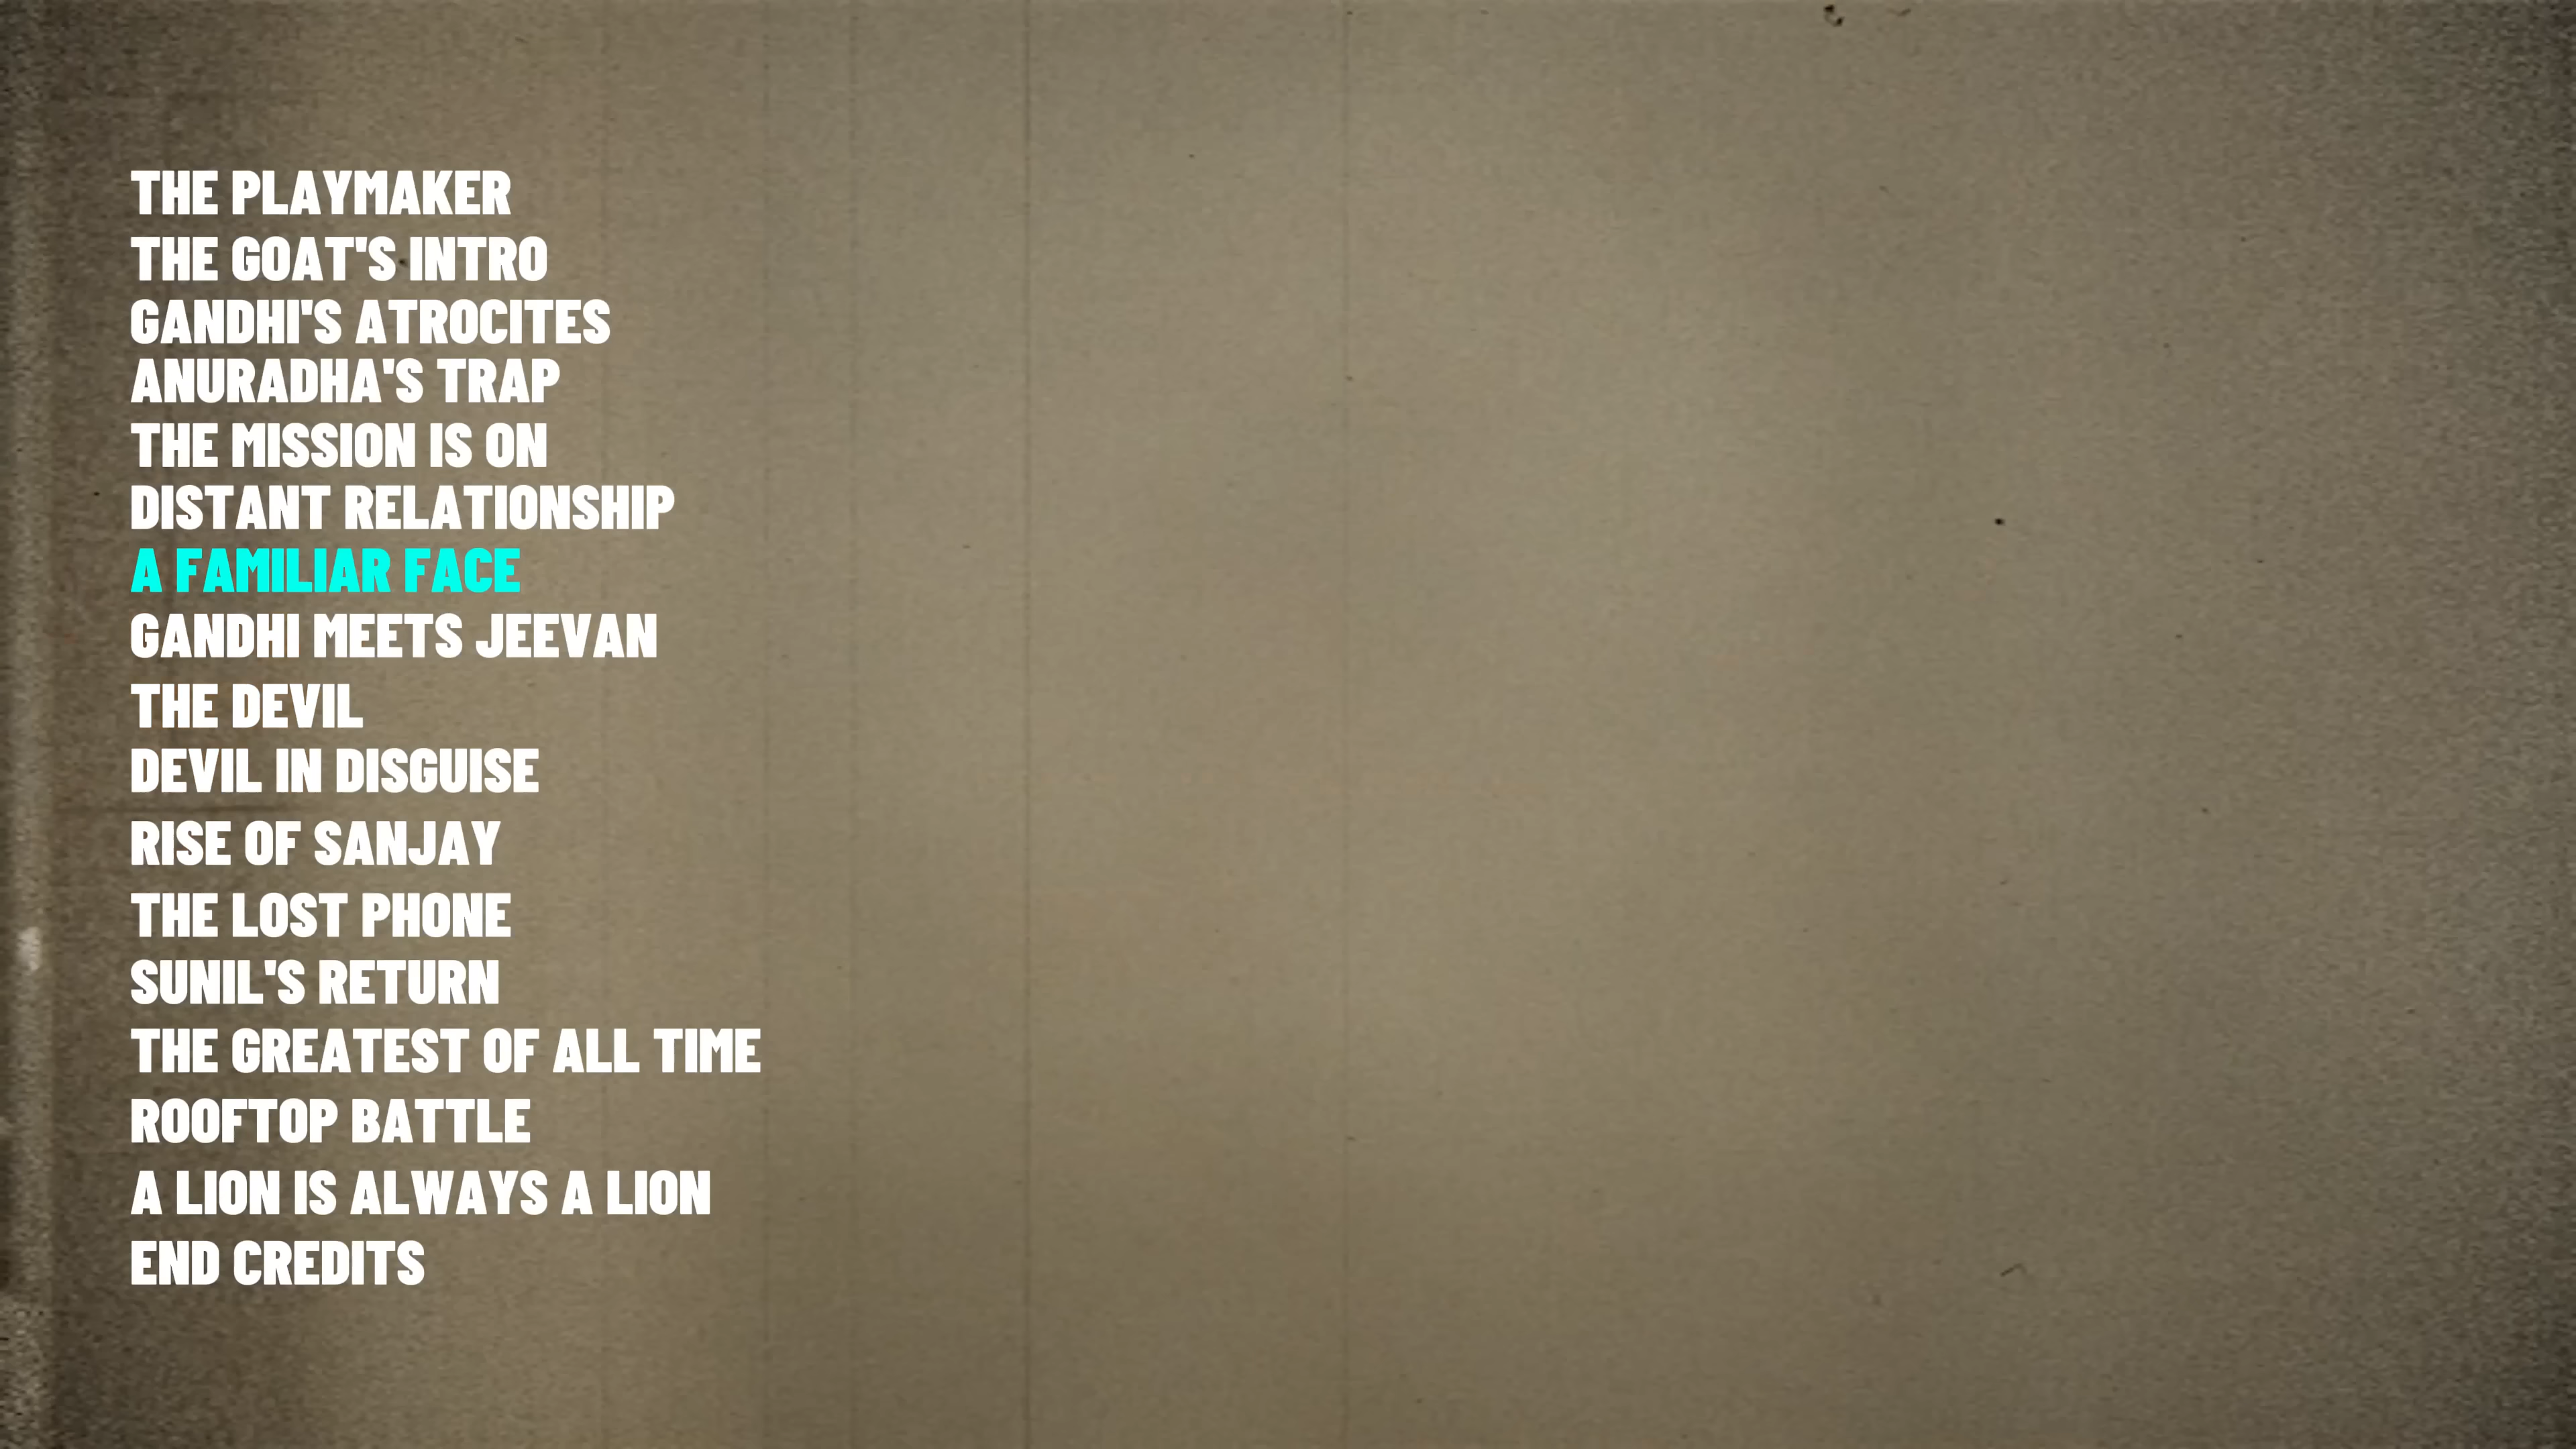 THE PLAYMAKER
THE GOAT'S INTRO
GANDHI'S ATROCITES
ANURADHA'S TRAP
THE MISSION IS ON
DISTANT RELATIONSHIP
A FAMILIAR FACE
GANDHI MEETS JEEVAN
THE DEVIL
DEVIL IN DISGUISE
RISE OF SANJAY
THE LOST PHONE
SUNIL'S RETURN
THE GREATEST OF ALL TIME
ROOFTOP BATTLE
A LION IS ALWAYS A LION
END CREDITS